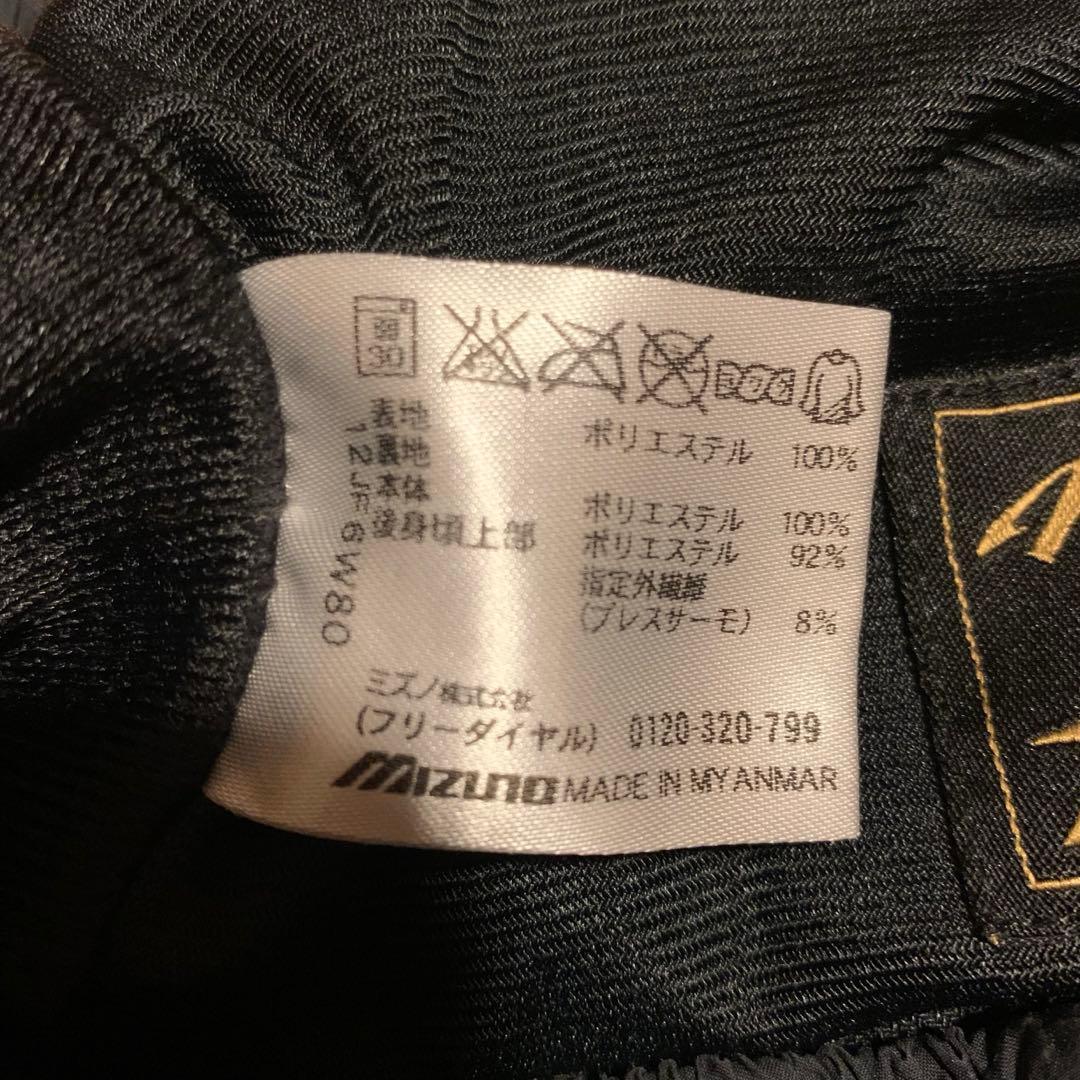 弱
30
表地 ポリエステル 100%
裏地
本体 ポリエステル 100%
後身頃上部 ポリエステル 92%
指定外繊維
(ブレスサーモ) 8%
12JF6W80
ミズノ株式会社
(フリーダイヤル) 0120-320-799
MIZUNO MADE IN MYANMAR